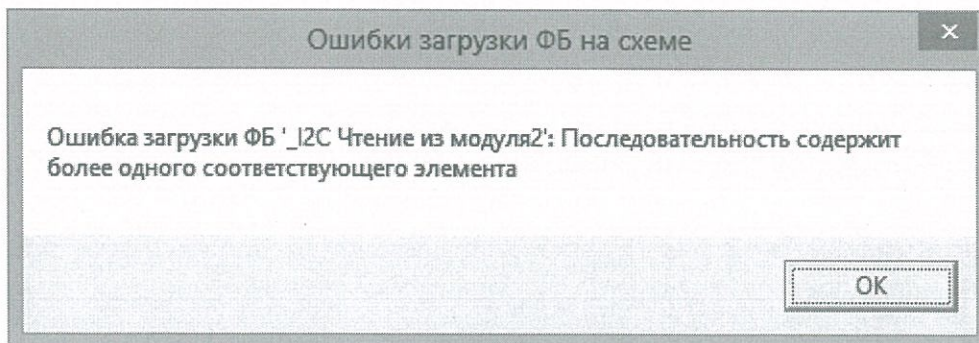 Ошибки загрузки ФБ на схеме
Ошибка загрузки ФБ '_I2C Чтение из модуля2': Последовательность содержит
более одного соответствующего элемента
OK